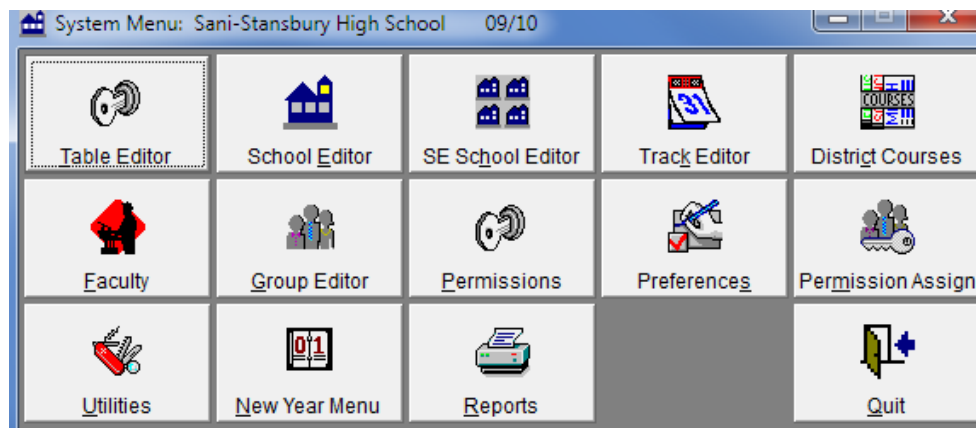 System Menu: Sani-Stansbury High School 09/10
31
COURSES
Table Editor School Editor SE School Editor Track Editor District Courses
Faculty Group Editor Permissions Preferences Permission Assign
01
Utilities New Year Menu Reports Quit